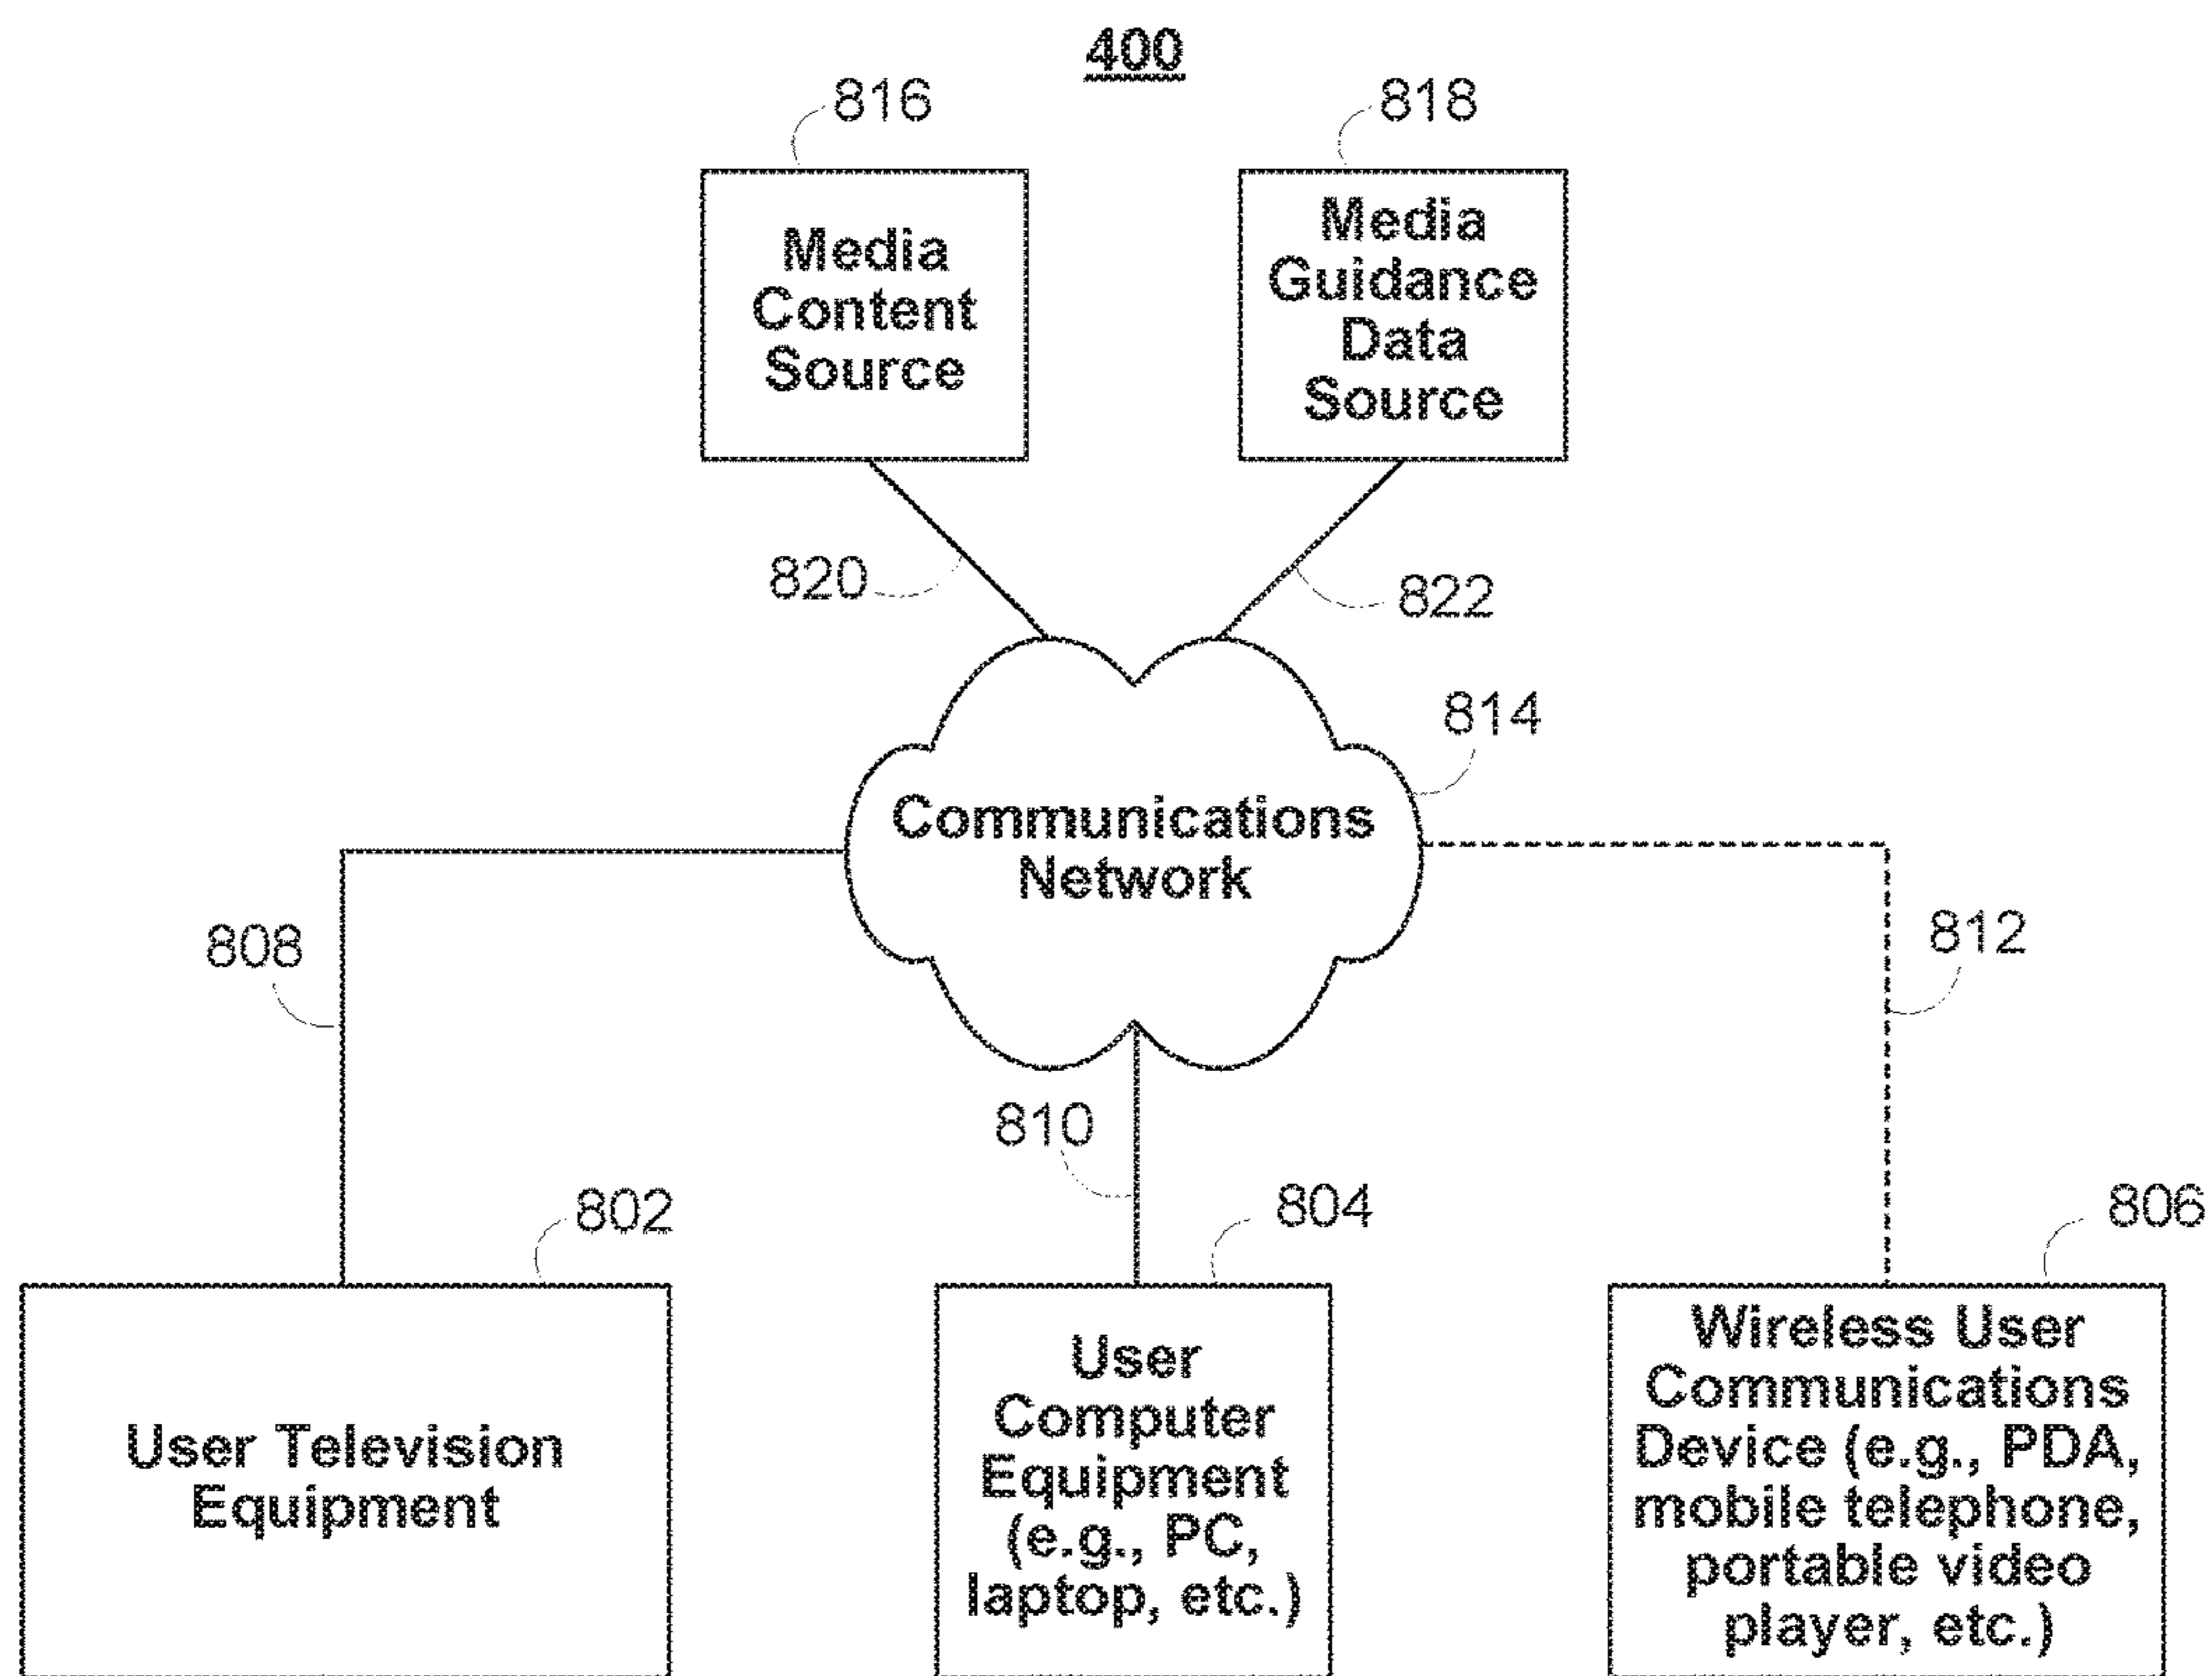 400
816
818
Media
Content
Source
Media
Guidance
Data
Source
820
822
814
Communications
Network
808
812
810
802
804
806
User Television
Equipment
User
Computer
Equipment
(e.g., PC,
laptop, etc.)
Wireless User
Communications
Device (e.g., PDA,
mobile telephone,
portable video
player, etc.)